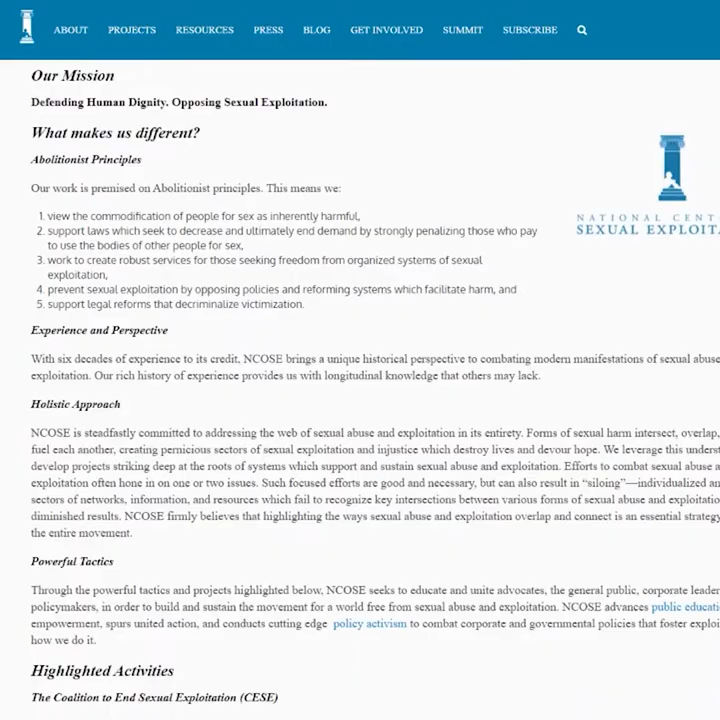 ABOUT PROJECTS RESOURCES PRESS BLOG GET INVOLVED SUMMIT SUBSCRIBE
Our Mission
Defending Human Dignity. Opposing Sexual Exploitation.
What makes us different?
Abolitionist Principles
Our work is premised on Abolitionist principles. This means we:
1. view the commodification of people for sex as inherently harmful,
2. support laws which seek to decrease and ultimately end demand by strongly penalizing those who pay
to use the bodies of other people for sex,
3. work to create robust services for those seeking freedom from organized systems of sexual
exploitation,
4. prevent sexual exploitation by opposing policies and reforming systems which facilitate harm, and
5. support legal reforms that decriminalize victimization.
NATIONAL CENT
SEXUAL EXPLOITA
Experience and Perspective
With six decades of experience to its credit, NCOSE brings a unique historical perspective to combating modern manifestations of sexual abuse
exploitation. Our rich history of experience provides us with longitudinal knowledge that others may lack.
Holistic Approach
NCOSE is steadfastly committed to addressing the web of sexual abuse and exploitation in its entirety. Forms of sexual harm intersect, overlap,
fuel each another, creating pernicious sectors of sexual exploitation and injustice which destroy lives and devour hope. We leverage this underst
develop projects striking deep at the roots of systems which support and sustain sexual abuse and exploitation. Efforts to combat sexual abuse a
exploitation often hone in on one or two issues. Such focused efforts are good and necessary, but can also result in “siloing”—individualized an
sectors of networks, information, and resources which fail to recognize key intersections between various forms of sexual abuse and exploitatio
diminished results. NCOSE firmly believes that highlighting the ways sexual abuse and exploitation overlap and connect is an essential strategy
the entire movement.
Powerful Tactics
Through the powerful tactics and projects highlighted below, NCOSE seeks to educate and unite advocates, the general public, corporate leader
policymakers, in order to build and sustain the movement for a world free from sexual abuse and exploitation. NCOSE advances public educati
empowerment, spurs united action, and conducts cutting edge policy activism to combat corporate and governmental policies that foster exploi
how we do it.
Highlighted Activities
The Coalition to End Sexual Exploitation (CESE)